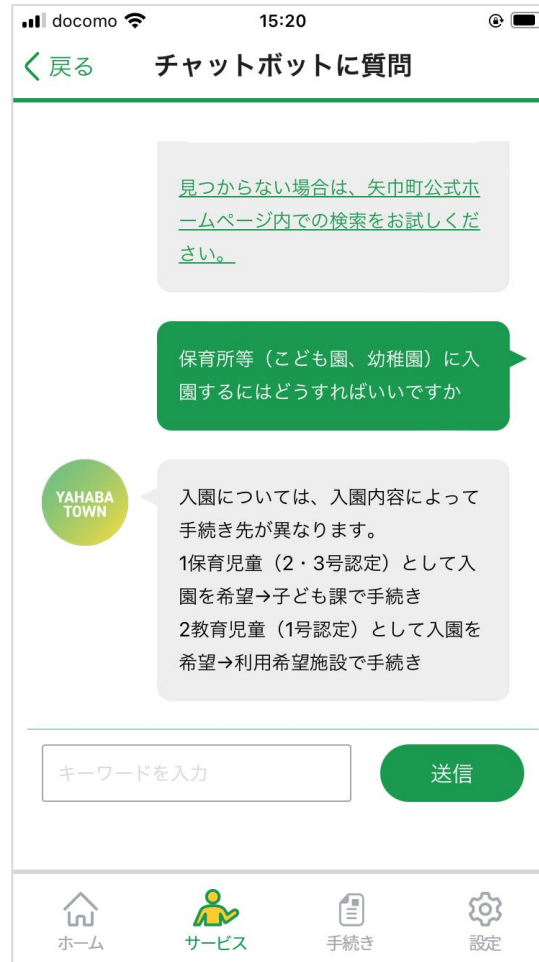 docomo 15:20
戻る チャットボットに質問
見つからない場合は、矢巾町公式ホ
ームページ内での検索をお試しくだ
さい。
保育所等（こども園、幼稚園）に入
園するにはどうすればいいですか
YAHABA
TOWN
入園については、入園内容によって
手続き先が異なります。
1保育児童（2・3号認定）として入
園を希望→子ども課で手続き
2教育児童（1号認定）として入園を
希望→利用希望施設で手続き
キーワードを入力 送信
ホーム サービス 手続き 設定